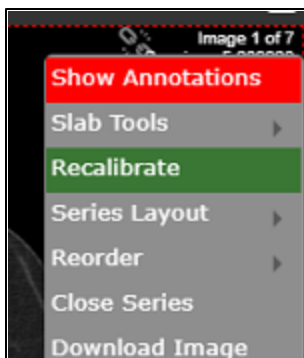 Image 1 of 7
Show Annotations
Slab Tools
Recalibrate
Series Layout
Reorder
Close Series
Download Image